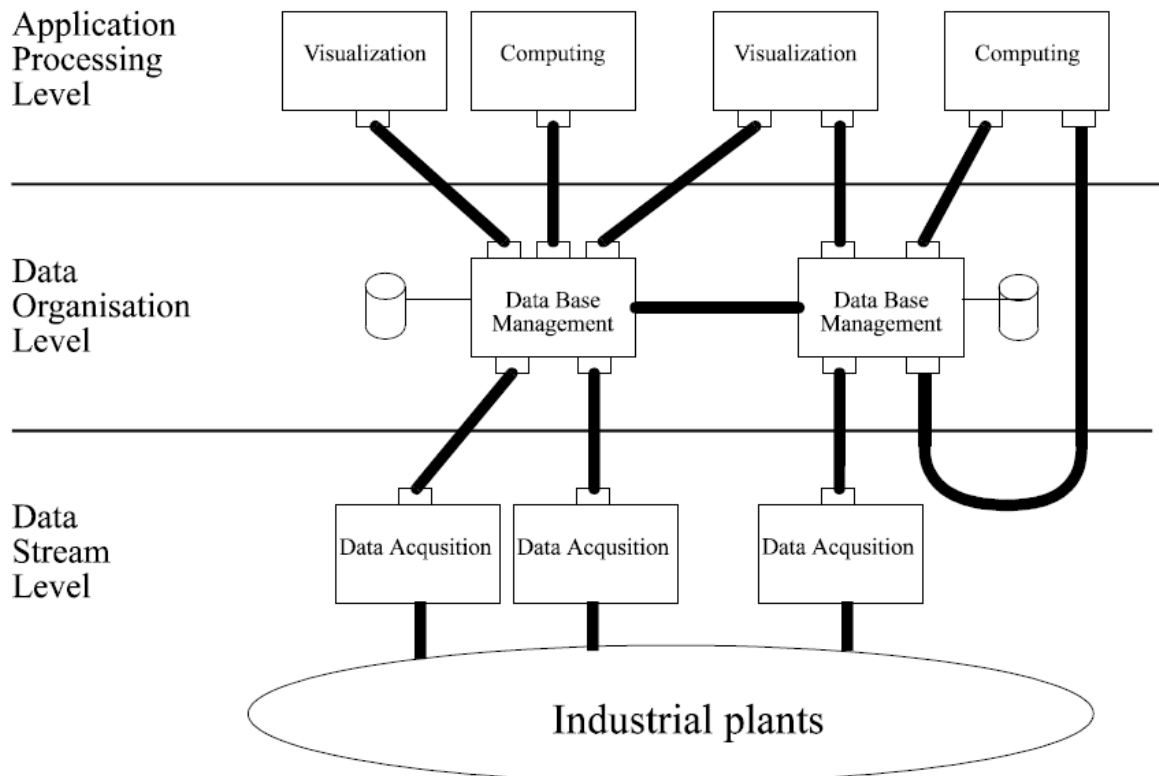 Application
Processing
Level
Visualization
Computing
Visualization
Computing
Data
Organisation
Level
Data Base
Management
Data Base
Management
Data
Stream
Level
Data Acqusition
Data Acqusition
Data Acqusition
Industrial plants